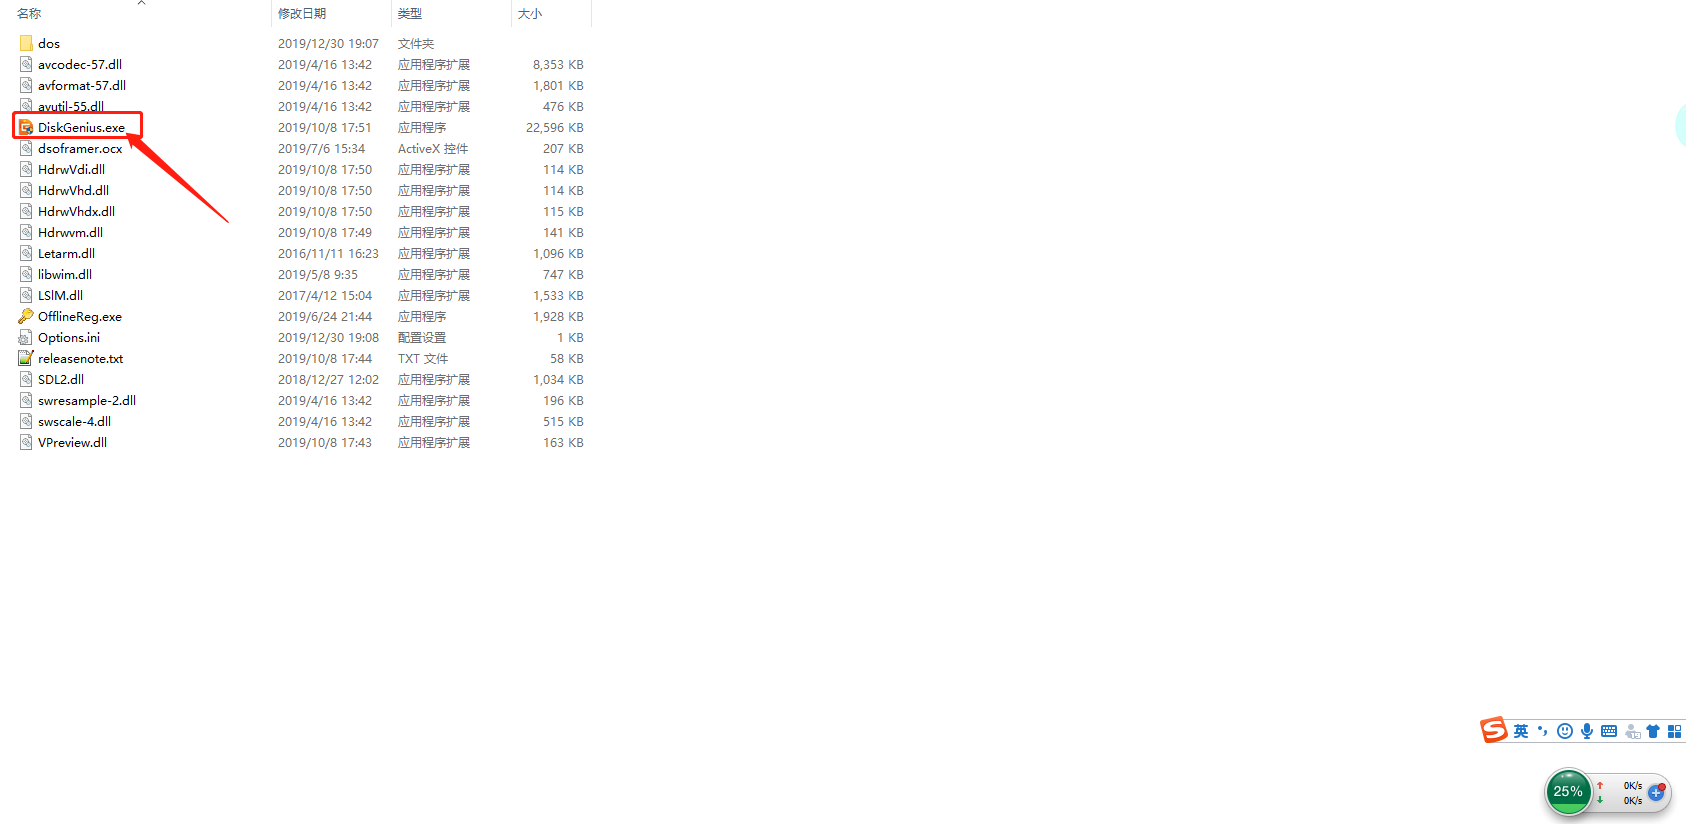 名称 修改日期 类型 大小
dos 2019/12/30 19:07 文件夹
avcodec-57.dll 2019/4/16 13:42 应用程序扩展 8,353 KB
avformat-57.dll 2019/4/16 13:42 应用程序扩展 1,801 KB
avutil-55.dll 2019/4/16 13:42 应用程序扩展 476 KB
DiskGenius.exe 2019/10/8 17:51 应用程序 22,596 KB
dsoframer.ocx 2019/7/6 15:34 ActiveX 控件 207 KB
HdrwVdi.dll 2019/10/8 17:50 应用程序扩展 114 KB
HdrwVhd.dll 2019/10/8 17:50 应用程序扩展 114 KB
HdrwVhdx.dll 2019/10/8 17:50 应用程序扩展 115 KB
Hdrwvm.dll 2019/10/8 17:49 应用程序扩展 141 KB
Letarm.dll 2016/11/11 16:23 应用程序扩展 1,096 KB
libwim.dll 2019/5/8 9:35 应用程序扩展 747 KB
LSlM.dll 2017/4/12 15:04 应用程序扩展 1,533 KB
OfflineReg.exe 2019/6/24 21:44 应用程序 1,928 KB
Options.ini 2019/12/30 19:08 配置设置 1 KB
releasenote.txt 2019/10/8 17:44 TXT 文件 58 KB
SDL2.dll 2018/12/27 12:02 应用程序扩展 1,034 KB
swresample-2.dll 2019/4/16 13:42 应用程序扩展 196 KB
swscale-4.dll 2019/4/16 13:42 应用程序扩展 515 KB
VPreview.dll 2019/10/8 17:43 应用程序扩展 163 KB
S 英
25% 0K/s
0K/s